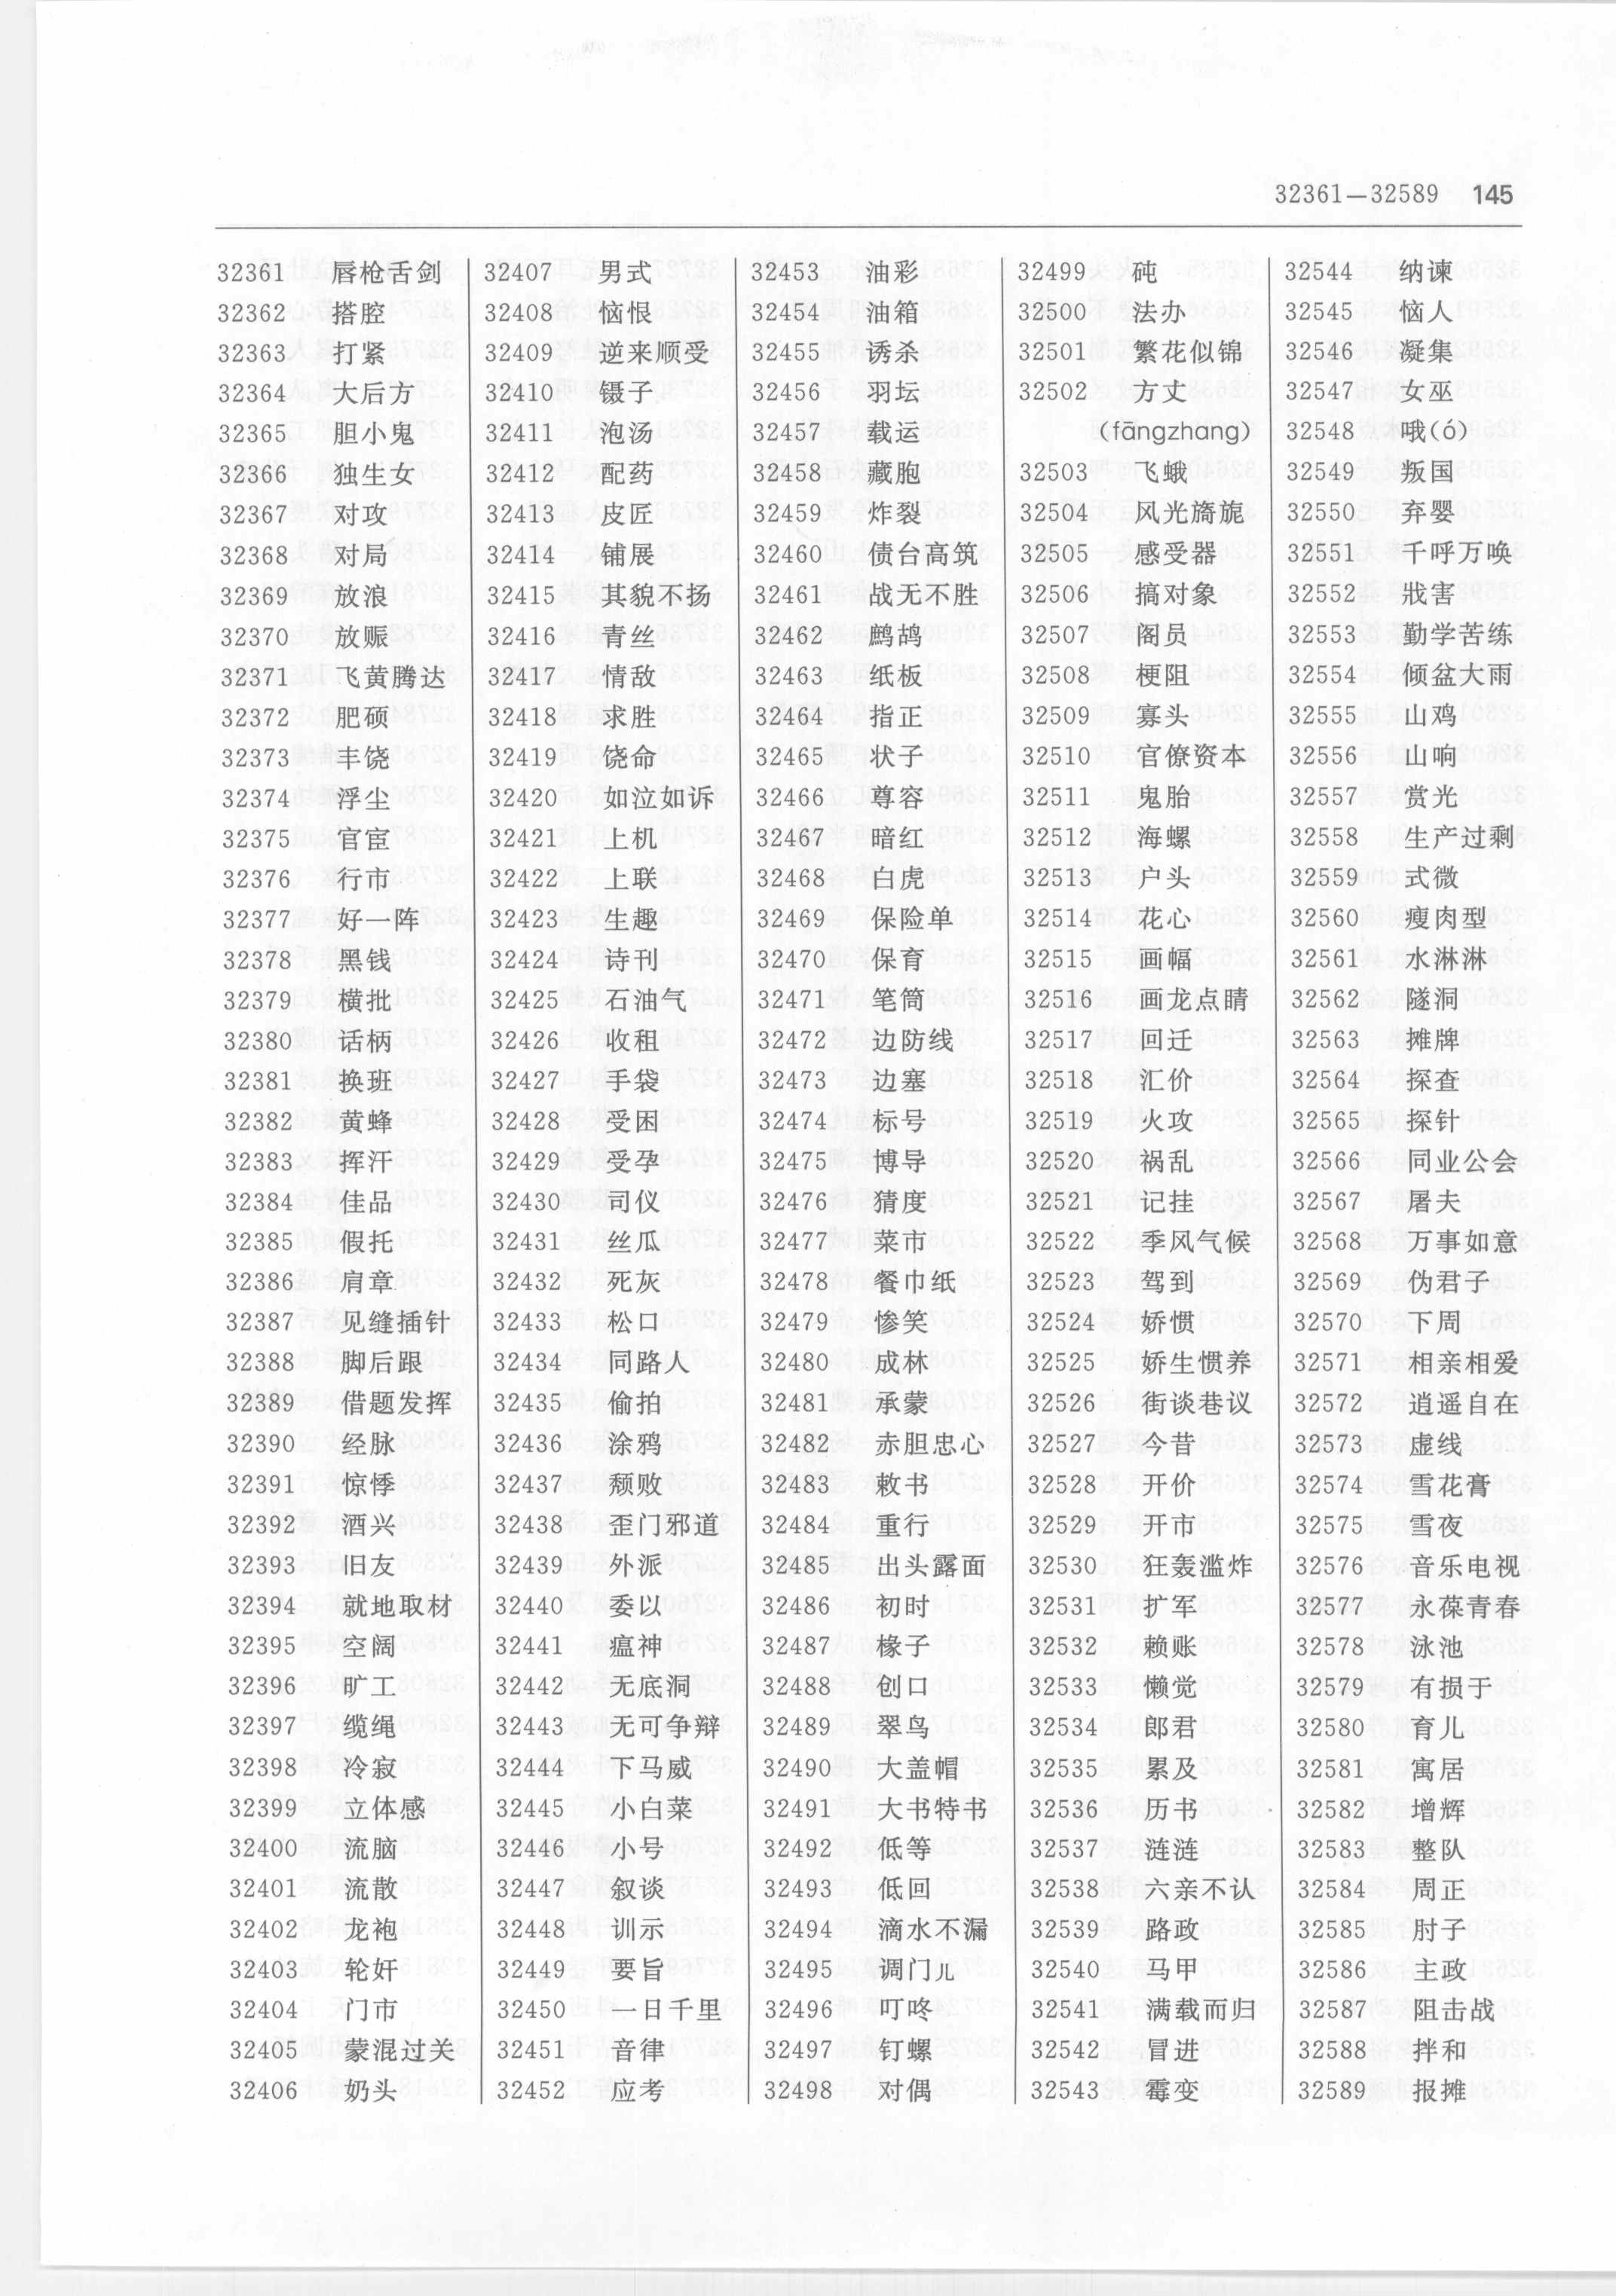 32361—32589 145
32361 唇枪舌剑
32362 搭腔
32363 打紧
32364 大后方
32365 胆小鬼
32366 独生女
32367 对攻
32368 对局
32369 放浪
32370 放赈
32371 飞黄腾达
32372 肥硕
32373 丰饶
32374 浮尘
32375 官宦
32376 行市
32377 好一阵
32378 黑钱
32379 横批
32380 话柄
32381 换班
32382 黄蜂
32383 挥汗
32384 佳品
32385 假托
32386 肩章
32387 见缝插针
32388 脚后跟
32389 借题发挥
32390 经脉
32391 惊悸
32392 酒兴
32393 旧友
32394 就地取材
32395 空阔
32396 旷工
32397 缆绳
32398 冷寂
32399 立体感
32400 流脑
32401 流散
32402 龙袍
32403 轮奸
32404 门市
32405 蒙混过关
32406 奶头
32407 男式
32408 恼恨
32409 逆来顺受
32410 镊子
32411 泡汤
32412 配药
32413 皮匠
32414 铺展
32415 其貌不扬
32416 青丝
32417 情敌
32418 求胜
32419 饶命
32420 如泣如诉
32421 上机
32422 上联
32423 生趣
32424 诗刊
32425 石油气
32426 收租
32427 手袋
32428 受困
32429 受孕
32430 司仪
32431 丝瓜
32432 死灰
32433 松口
32434 同路人
32435 偷拍
32436 涂鸦
32437 颓败
32438 歪门邪道
32439 外派
32440 委以
32441 瘟神
32442 无底洞
32443 无可争辩
32444 下马威
32445 小白菜
32446 小号
32447 叙谈
32448 训示
32449 要旨
32450 一日千里
32451 音律
32452 应考
32453 油彩
32454 油箱
32455 诱杀
32456 羽坛
32457 载运
32458 藏胞
32459 炸裂
32460 债台高筑
32461 战无不胜
32462 鹧鸪
32463 纸板
32464 指正
32465 状子
32466 尊容
32467 暗红
32468 白虎
32469 保险单
32470 保育
32471 笔筒
32472 边防线
32473 边塞
32474 标号
32475 博导
32476 猜度
32477 菜市
32478 餐巾纸
32479 惨笑
32480 成林
32481 承蒙
32482 赤胆忠心
32483 敕书
32484 重行
32485 出头露面
32486 初时
32487 椽子
32488 创口
32489 翠鸟
32490 大盖帽
32491 大书特书
32492 低等
32493 低回
32494 滴水不漏
32495 调门儿
32496 叮咚
32497 钉螺
32498 对偶
32499 砘
32500 法办
32501 繁花似锦
32502 方丈
(fāngzhang)
32503 飞蛾
32504 风光旖旎
32505 感受器
32506 搞对象
32507 阁员
32508 梗阻
32509 寡头
32510 官僚资本
32511 鬼胎
32512 海螺
32513 户头
32514 花心
32515 画幅
32516 画龙点睛
32517 回迁
32518 汇价
32519 火攻
32520 祸乱
32521 记挂
32522 季风气候
32523 驾到
32524 娇惯
32525 娇生惯养
32526 街谈巷议
32527 今昔
32528 开价
32529 开市
32530 狂轰滥炸
32531 扩军
32532 赖账
32533 懒觉
32534 郎君
32535 累及
32536 历书
32537 涟涟
32538 六亲不认
32539 路政
32540 马甲
32541 满载而归
32542 冒进
32543 霉变
32544 纳谏
32545 恼人
32546 凝集
32547 女巫
32548 哦(ó)
32549 叛国
32550 弃婴
32551 千呼万唤
32552 戕害
32553 勤学苦练
32554 倾盆大雨
32555 山鸡
32556 山响
32557 赏光
32558 生产过剩
32559 式微
32560 瘦肉型
32561 水淋淋
32562 隧洞
32563 摊牌
32564 探查
32565 探针
32566 同业公会
32567 屠夫
32568 万事如意
32569 伪君子
32570 下周
32571 相亲相爱
32572 逍遥自在
32573 虚线
32574 雪花膏
32575 雪夜
32576 音乐电视
32577 永葆青春
32578 泳池
32579 有损于
32580 育儿
32581 寓居
32582 增辉
32583 整队
32584 周正
32585 肘子
32586 主政
32587 阻击战
32588 拌和
32589 报摊